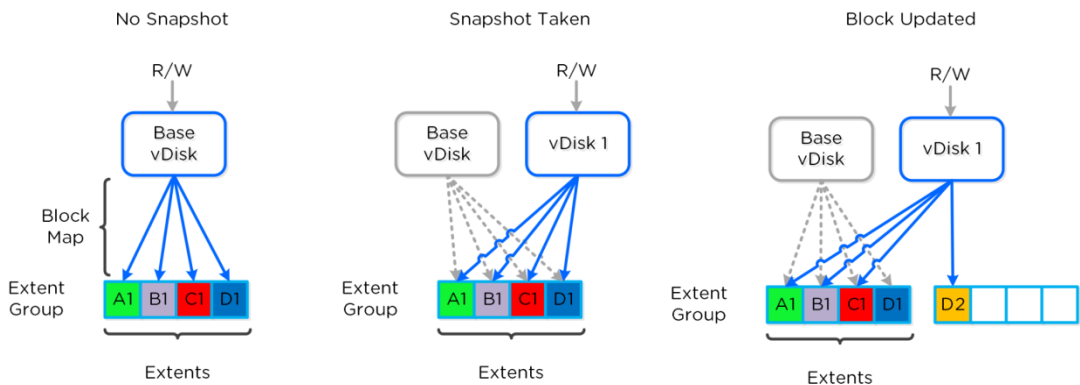 No Snapshot
Snapshot Taken
Block Updated
R/W
Base
vDisk
Block
Map
Extent
Group
A1 B1 C1 D1
Extents
R/W
Base
vDisk
vDisk 1
Extent
Group
A1 B1 C1 D1
Extents
R/W
Base
vDisk
vDisk 1
Extent
Group
A1 B1 C1 D1
D2
Extents